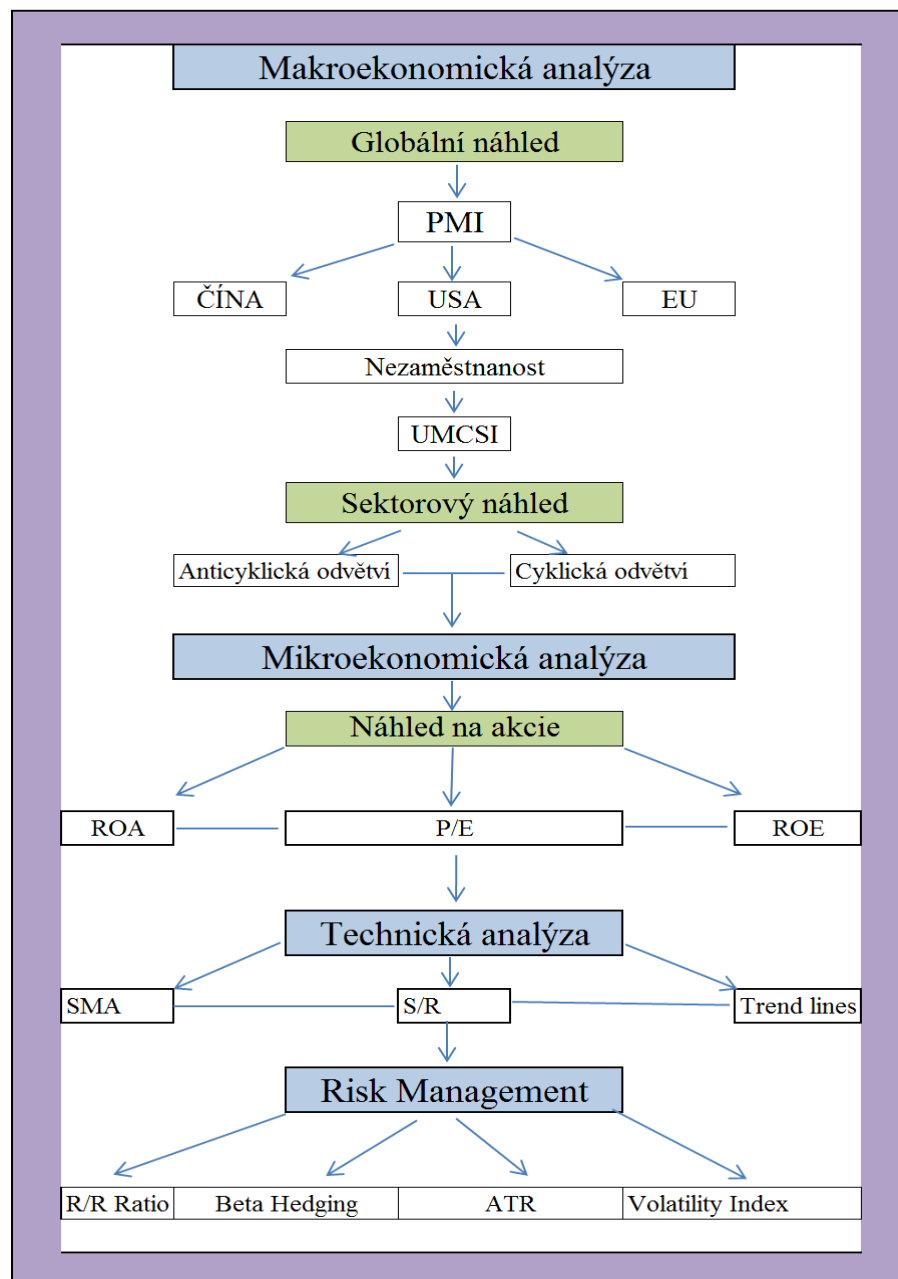 Makroekonomická analýza
Globální náhled
PMI
ČÍNA
USA
EU
Nezaměstnanost
UMCSI
Sektorový náhled
Anticyklická odvětví
Cyklická odvětví
Mikroekonomická analýza
Náhled na akcie
ROA
P/E
ROE
Technická analýza
SMA
S/R
Trend lines
Risk Management
R/R Ratio
Beta Hedging
ATR
Volatility Index